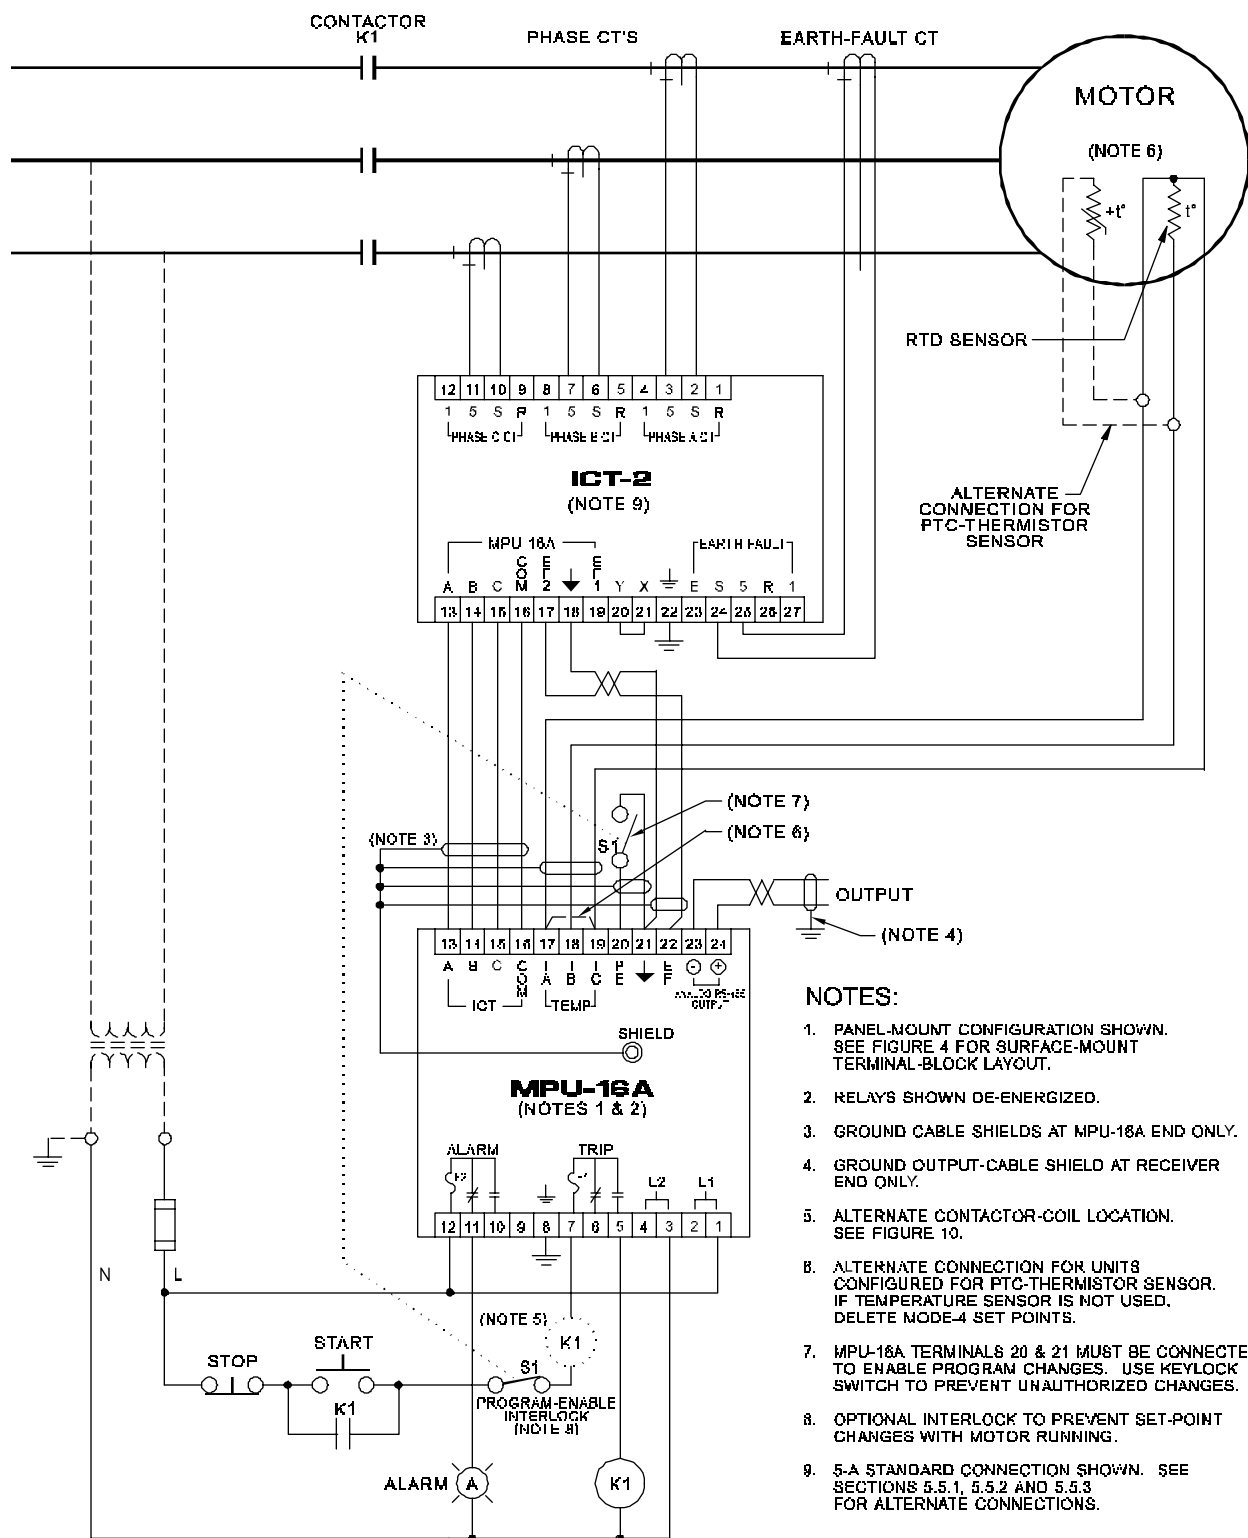 CONTACTOR
K1
PHASE CT'S
EARTH-FAULT CT
MOTOR
(NOTE 6)
+t°
t°
RTD SENSOR
12 11 10 9 8 7 6 5 4 3 2 1
1 5 S R 1 5 S R 1 5 S R
PHASE C CT PHASE B CT PHASE A CT
ICT-2
(NOTE 9)
ALTERNATE
CONNECTION FOR
PTC-THERMISTOR
SENSOR
MPU 16A
EARTH FAULT
A B C COM EL2 EL1 Y X E S 5 R 1
13 14 15 16 17 18 19 20 21 22 23 24 25 26 27
(NOTE 7)
(NOTE 6)
(NOTE 3)
S1
OUTPUT
(NOTE 4)
13 14 15 16 17 18 19 20 21 22 23 24
A B C COM
PE EF - +
ICT
TEMP
OUTPUT
SHIELD
MPU-16A
(NOTES 1 & 2)
ALARM
TRIP
L2
L1
12 11 10 9 8 7 6 5 4 3 2 1
N
L
(NOTE 5)
K1
STOP
START
K1
S1
PROGRAM-ENABLE
INTERLOCK
(NOTE 8)
ALARM
A
K1
NOTES:
1. PANEL-MOUNT CONFIGURATION SHOWN.
SEE FIGURE 4 FOR SURFACE-MOUNT
TERMINAL-BLOCK LAYOUT.
2. RELAYS SHOWN DE-ENERGIZED.
3. GROUND CABLE SHIELDS AT MPU-16A END ONLY.
4. GROUND OUTPUT-CABLE SHIELD AT RECEIVER
END ONLY.
5. ALTERNATE CONTACTOR-COIL LOCATION.
SEE FIGURE 10.
6. ALTERNATE CONNECTION FOR UNITS
CONFIGURED FOR PTC-THERMISTOR SENSOR.
IF TEMPERATURE SENSOR IS NOT USED,
DELETE MODE-4 SET POINTS.
7. MPU-16A TERMINALS 20 & 21 MUST BE CONNECTE
TO ENABLE PROGRAM CHANGES. USE KEYLOCK
SWITCH TO PREVENT UNAUTHORIZED CHANGES.
8. OPTIONAL INTERLOCK TO PREVENT SET-POINT
CHANGES WITH MOTOR RUNNING.
9. 5-A STANDARD CONNECTION SHOWN. SEE
SECTIONS 5.5.1, 5.5.2 AND 5.5.3
FOR ALTERNATE CONNECTIONS.